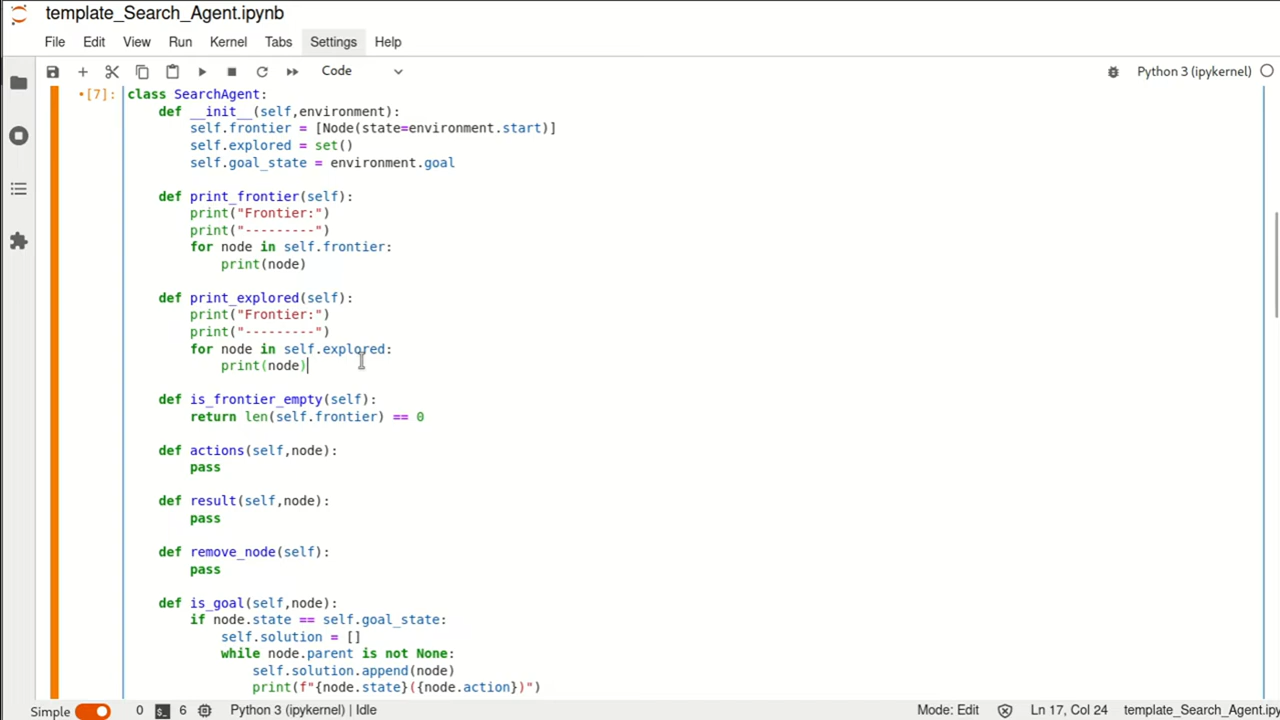 template_Search_Agent.ipynb
File Edit View Run Kernel Tabs Settings Help
Code Python 3 (ipykernel)
•[7]: class SearchAgent:
    def __init__(self,environment):
        self.frontier = [Node(state=environment.start)]
        self.explored = set()
        self.goal_state = environment.goal
    def print_frontier(self):
        print("Frontier:")
        print("---------")
        for node in self.frontier:
            print(node)
    def print_explored(self):
        print("Frontier:")
        print("---------")
        for node in self.explored:
            print(node)
    def is_frontier_empty(self):
        return len(self.frontier) == 0
    def actions(self,node):
        pass
    def result(self,node):
        pass
    def remove_node(self):
        pass
    def is_goal(self,node):
        if node.state == self.goal_state:
            self.solution = []
            while node.parent is not None:
                self.solution.append(node)
                print(f"{node.state}({node.action})")
Simple 0 $_ 6 Python 3 (ipykernel) | Idle Mode: Edit Ln 17, Col 24 template_Search_Agent.ipy